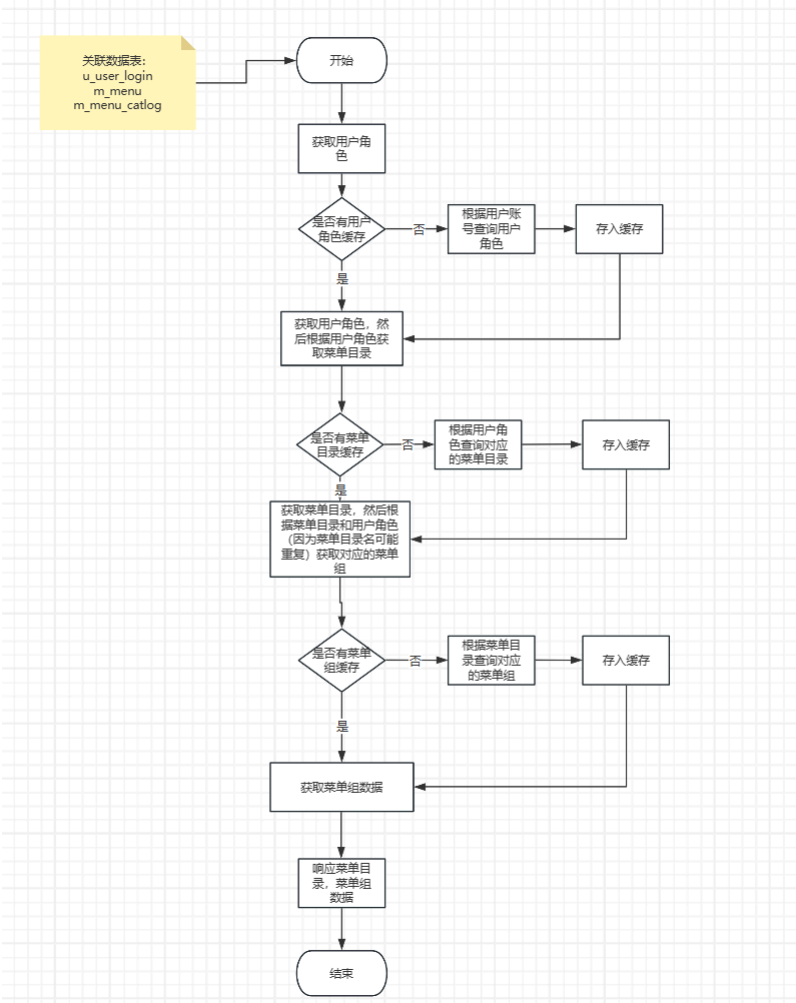 关联数据表：
u_user_login
m_menu
m_menu_catlog
开始
获取用户角
色
是否有用户
角色缓存
否
根据用户账
号查询用户
角色
存入缓存
是
获取用户角色，然
后根据用户角色获
取菜单目录
是否有菜单
目录缓存
否
根据用户角
色查询对应
的菜单目录
存入缓存
是
获取菜单目录，然后根
据菜单目录和用户角色
（因为菜单目录名可能
重复）获取对应的菜单
组
是否有菜单
组缓存
否
根据菜单目
录查询对应
的菜单组
存入缓存
是
获取菜单组数据
响应菜单目
录，菜单组
数据
结束